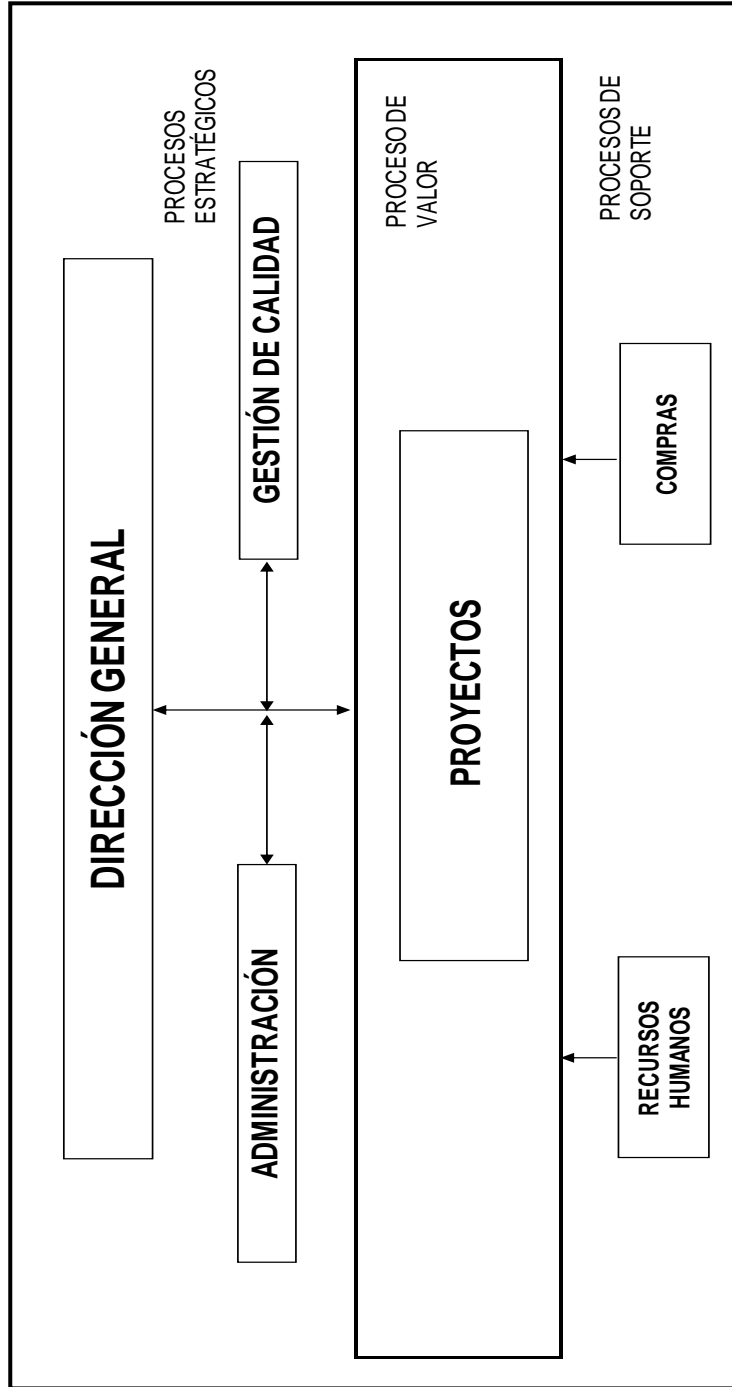 DIRECCIÓN GENERAL
PROCESOS
ESTRATÉGICOS
ADMINISTRACIÓN
GESTIÓN DE CALIDAD
PROCESO DE
VALOR
PROYECTOS
PROCESOS DE
SOPORTE
RECURSOS
HUMANOS
COMPRAS